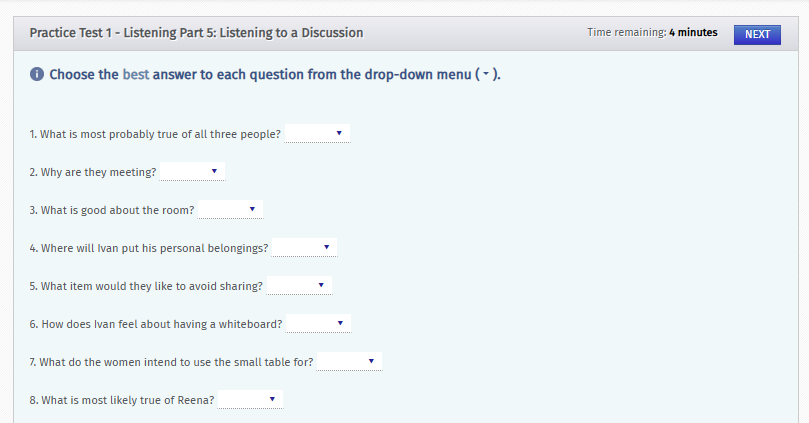 Practice Test 1 - Listening Part 5: Listening to a Discussion
Time remaining: 4 minutes
NEXT
Choose the best answer to each question from the drop-down menu ( ).
1. What is most probably true of all three people?
2. Why are they meeting?
3. What is good about the room?
4. Where will Ivan put his personal belongings?
5. What item would they like to avoid sharing?
6. How does Ivan feel about having a whiteboard?
7. What do the women intend to use the small table for?
8. What is most likely true of Reena?